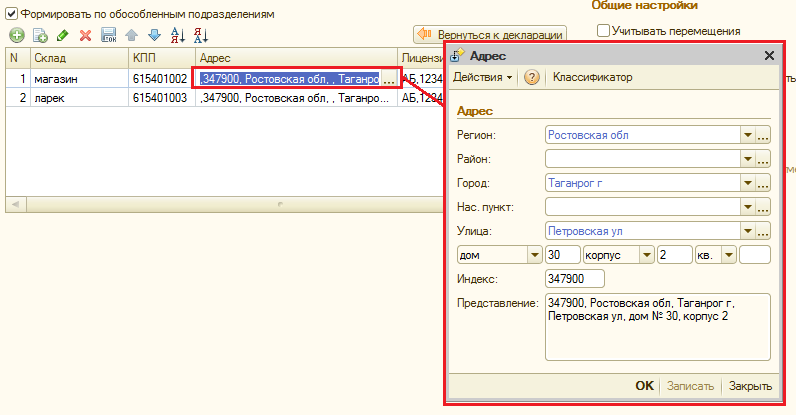 Формировать по обособленным подразделениям
Общие настройки
Вернуться к декларации
Учитывать перемещения
N Склад КПП Адрес Лицензи
1 магазин 615401002 ,347900, Ростовская обл, , Таганро ... АБ,1234
2 ларек 615401003 ,347900, Ростовская обл, , Таганро... АБ,1234
Адрес
Действия ? Классификатор
Адрес
Регион: Ростовская обл ...
Район: ...
Город: Таганрог г ...
Нас. пункт: ...
Улица: Петровская ул ...
дом 30 корпус 2 кв.
Индекс: 347900
Представление: 347900, Ростовская обл, Таганрог г,
Петровская ул, дом № 30, корпус 2
OK Записать Закрыть